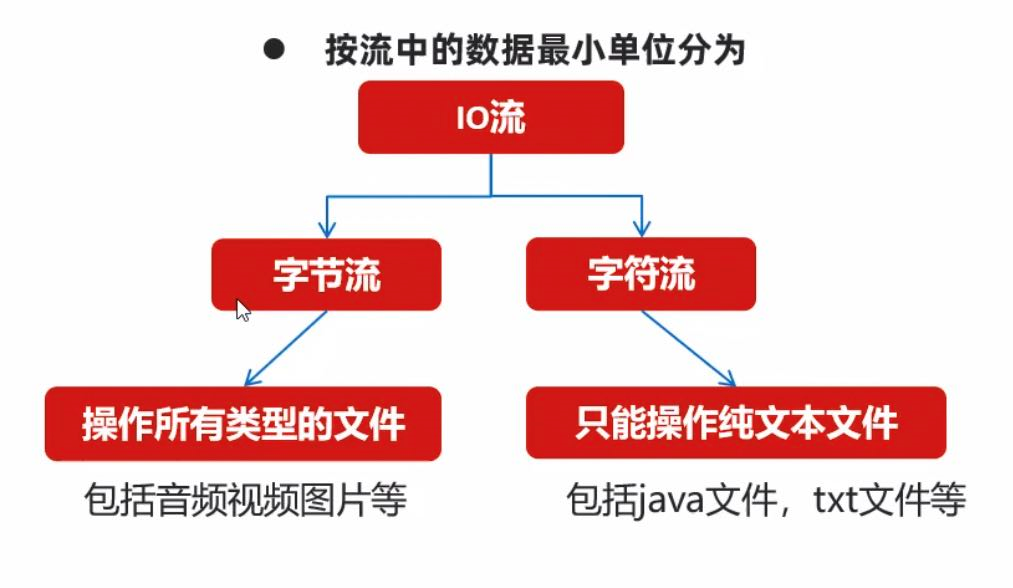 ● 按流中的数据最小单位分为
IO流
字节流
字符流
操作所有类型的文件
只能操作纯文本文件
包括音频视频图片等
包括java文件，txt文件等